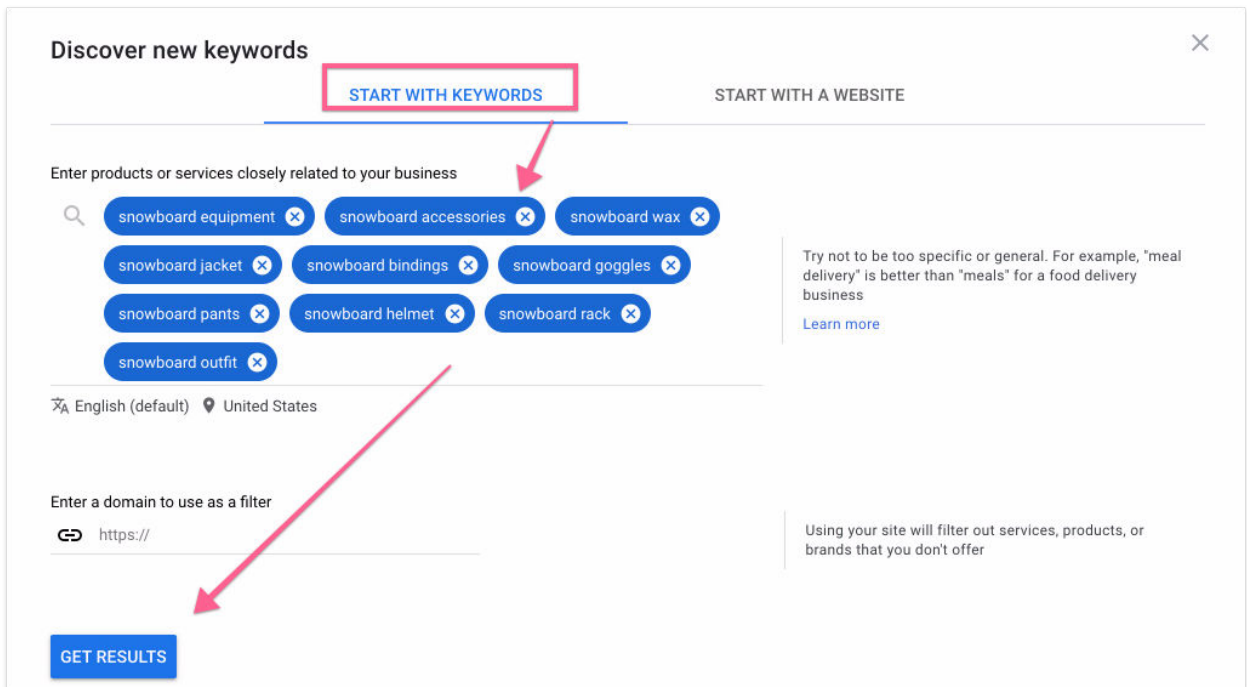 Discover new keywords
START WITH KEYWORDS START WITH A WEBSITE
Enter products or services closely related to your business
snowboard equipment snowboard accessories snowboard wax
snowboard jacket snowboard bindings snowboard goggles
snowboard pants snowboard helmet snowboard rack
snowboard outfit
Try not to be too specific or general. For example, "meal
delivery" is better than "meals" for a food delivery
business
Learn more
English (default) United States
Enter a domain to use as a filter
https://
Using your site will filter out services, products, or
brands that you don't offer
GET RESULTS